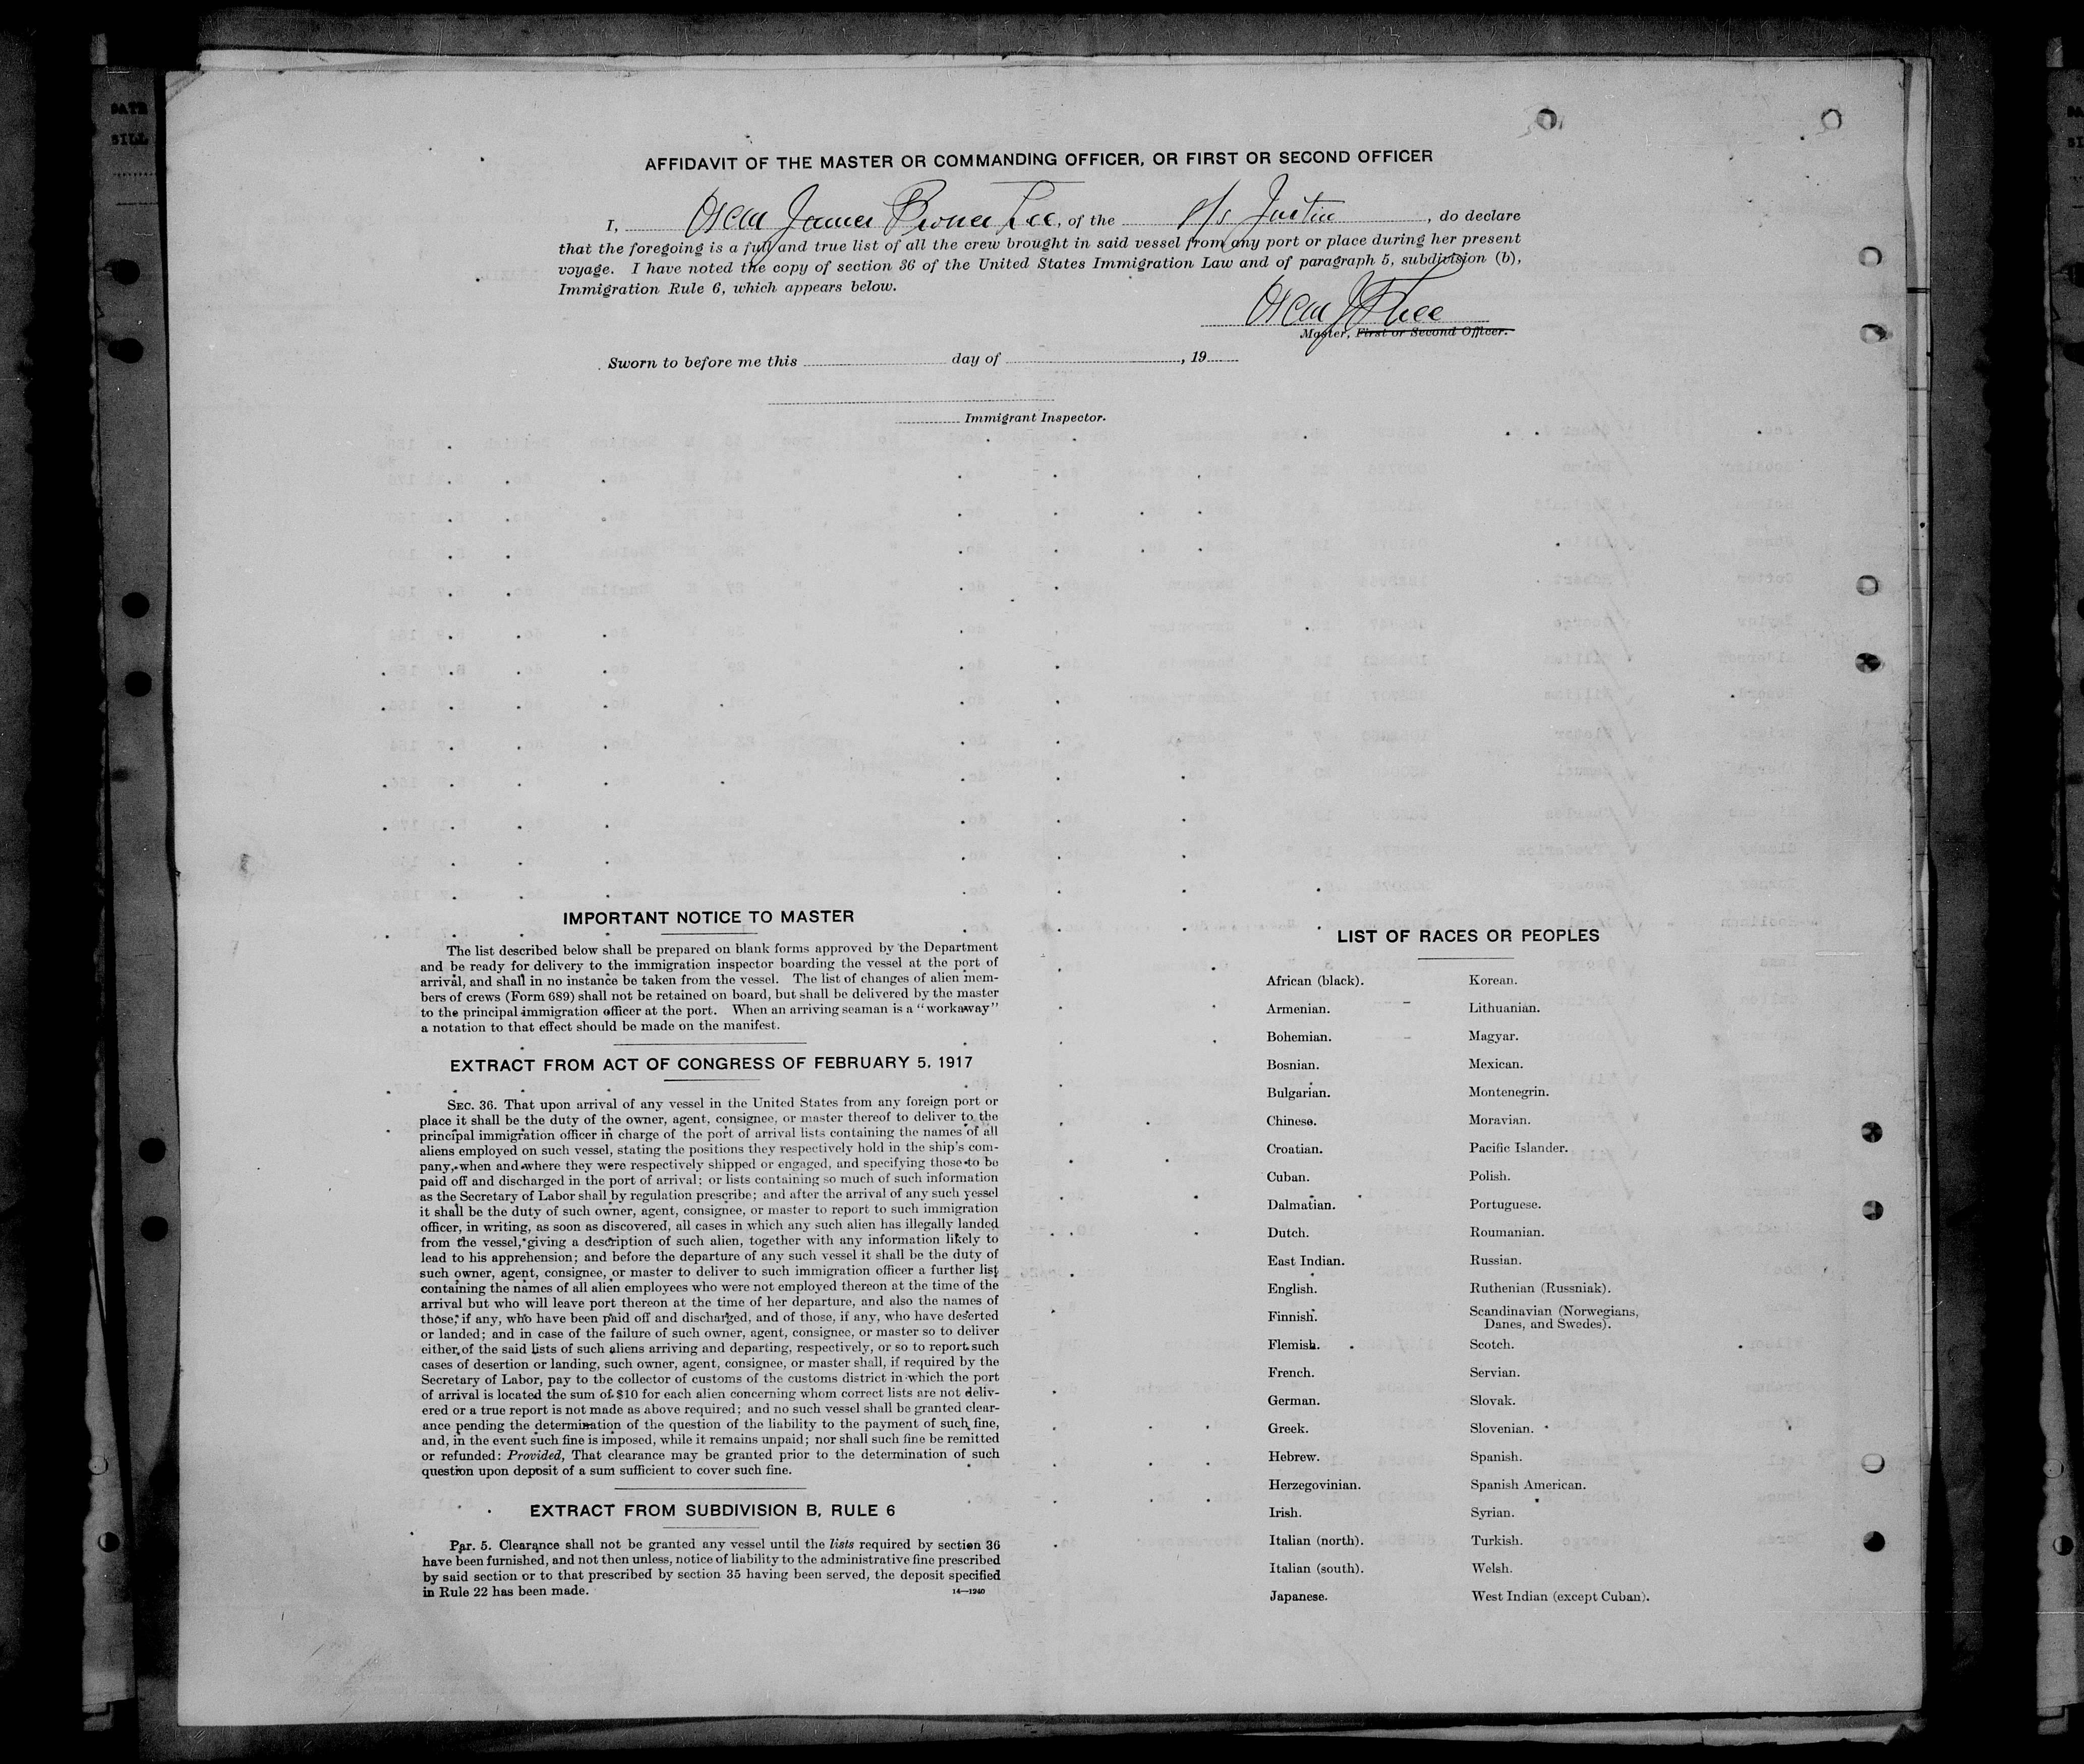 AFFIDAVIT OF THE MASTER OR COMMANDING OFFICER, OR FIRST OR SECOND OFFICER
I, Oscar James Lee, of the s/s Justin, do declare
that the foregoing is a full and true list of all the crew brought in said vessel from any port or place during her present
voyage. I have noted the copy of section 36 of the United States Immigration Law and of paragraph 5, subdivision (b),
Immigration Rule 6, which appears below.
Oscar J
Master, First or Second Officer.
Sworn to before me this day of , 19
Immigrant Inspector.
IMPORTANT NOTICE TO MASTER
The list described below shall be prepared on blank forms approved by the Department
and be ready for delivery to the immigration inspector boarding the vessel at the port of
arrival, and shall in no instance be taken from the vessel. The list of changes of alien mem-
bers of crews (Form 689) shall not be retained on board, but shall be delivered by the master
to the principal immigration officer at the port. When an arriving seaman is a "workaway"
a notation to that effect should be made on the manifest.
EXTRACT FROM ACT OF CONGRESS OF FEBRUARY 5, 1917
SEC. 36. That upon arrival of any vessel in the United States from any foreign port or
place it shall be the duty of the owner, agent, consignee, or master thereof to deliver to the
principal immigration officer in charge of the port of arrival lists containing the names of all
aliens employed on such vessel, stating the positions they respectively hold in the ship's com-
pany, when and where they were respectively shipped or engaged, and specifying those to be
paid off and discharged in the port of arrival; or lists containing so much of such information
as the Secretary of Labor shall by regulation prescribe; and after the arrival of any such vessel
it shall be the duty of such owner, agent, consignee, or master to report to such immigration
officer, in writing, as soon as discovered, all cases in which any such alien has illegally landed
from the vessel, giving a description of such alien, together with any information likely to
lead to his apprehension; and before the departure of any such vessel it shall be the duty of
such owner, agent, consignee, or master to deliver to such immigration officer a further list
containing the names of all alien employees who were not employed thereon at the time of the
arrival but who will leave port thereon at the time of her departure, and also the names of
those, if any, who have been paid off and discharged, and of those, if any, who have deserted
or landed; and in case of the failure of such owner, agent, consignee, or master so to deliver
either of the said lists of such aliens arriving and departing, respectively, or so to report such
cases of desertion or landing, such owner, agent, consignee, or master shall, if required by the
Secretary of Labor, pay to the collector of customs of the customs district in which the port
of arrival is located the sum of $10 for each alien concerning whom correct lists are not deliv-
ered or a true report is not made as above required; and no such vessel shall be granted clear-
ance pending the determination of the question of the liability to the payment of such fine,
and, in the event such fine is imposed, while it remains unpaid; nor shall such fine be remitted
or refunded: Provided, That clearance may be granted prior to the determination of such
question upon deposit of a sum sufficient to cover such fine.
EXTRACT FROM SUBDIVISION B, RULE 6
Par. 5. Clearance shall not be granted any vessel until the lists required by section 36
have been furnished, and not then unless, notice of liability to the administrative fine prescribed
by said section or to that prescribed by section 35 having been served, the deposit specified
in Rule 22 has been made.
14—1240
LIST OF RACES OR PEOPLES
African (black).
Armenian.
Bohemian.
Bosnian.
Bulgarian.
Chinese.
Croatian.
Cuban.
Dalmatian.
Dutch.
East Indian.
English.
Finnish.
Flemish.
French.
German.
Greek.
Hebrew.
Herzegovinian.
Irish.
Italian (north).
Italian (south).
Japanese.
Korean.
Lithuanian.
Magyar.
Mexican.
Montenegrin.
Moravian.
Pacific Islander.
Polish.
Portuguese.
Roumanian.
Russian.
Ruthenian (Russniak).
Scandinavian (Norwegians,
Danes, and Swedes).
Scotch.
Servian.
Slovak.
Slovenian.
Spanish.
Spanish American.
Syrian.
Turkish.
Welsh.
West Indian (except Cuban).